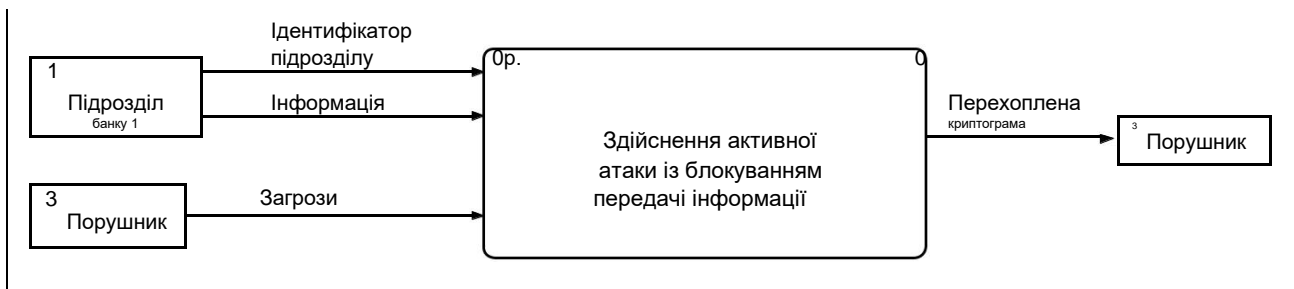 Ідентифікатор
підрозділу
1
Підрозділ
банку 1
Інформація
3
Порушник
Загрози
0р.
0
Здійснення активної
атаки із блокуванням
передачі інформації
Перехоплена
криптограма
3
Порушник